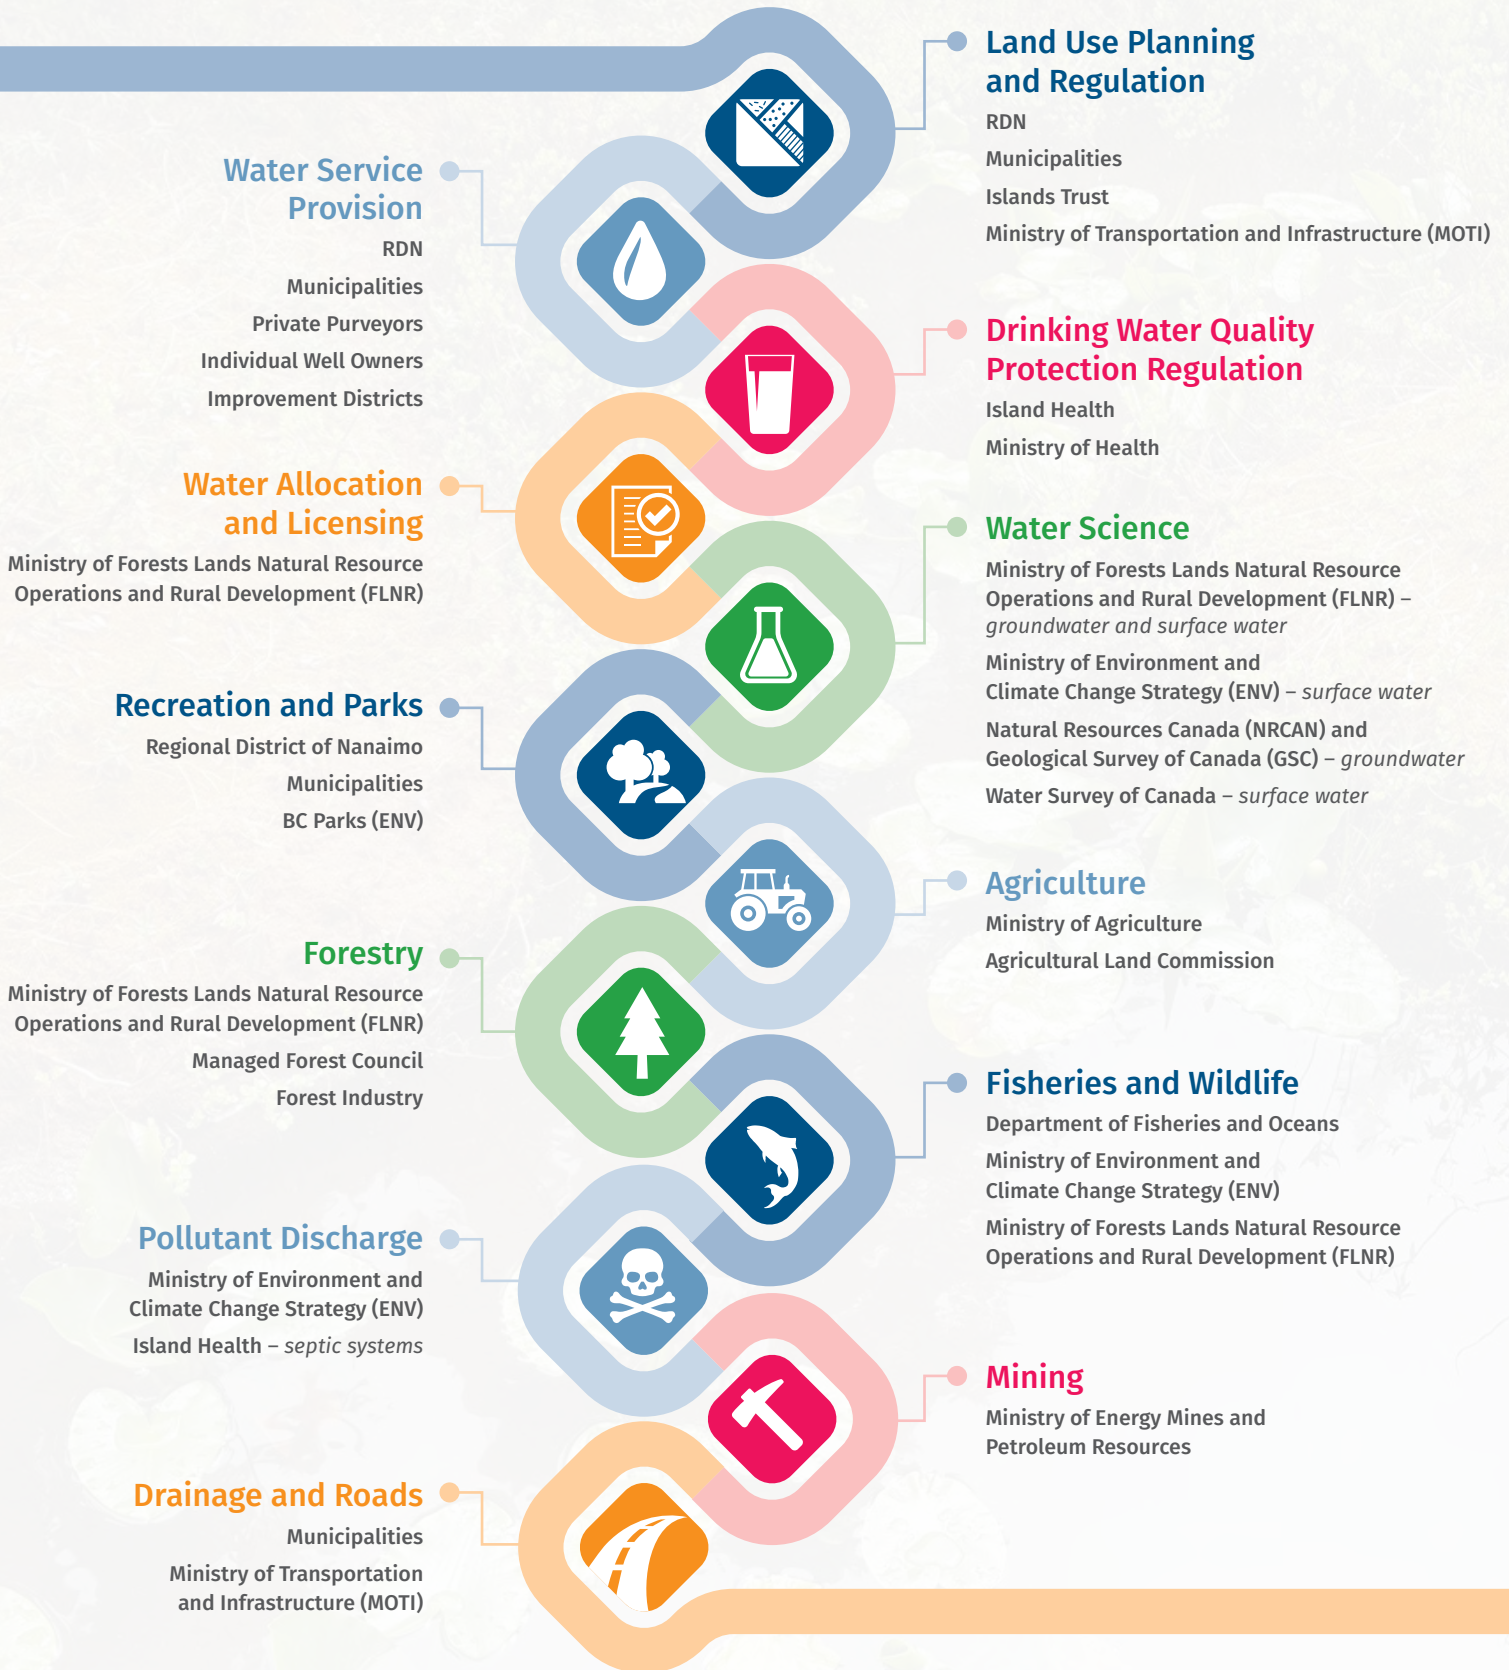 Land Use Planning
and Regulation
RDN
Municipalities
Islands Trust
Ministry of Transportation and Infrastructure (MOTI)
Water Service
Provision
RDN
Municipalities
Private Purveyors
Individual Well Owners
Improvement Districts
Drinking Water Quality
Protection Regulation
Island Health
Ministry of Health
Water Allocation
and Licensing
Ministry of Forests Lands Natural Resource
Operations and Rural Development (FLNR)
Water Science
Ministry of Forests Lands Natural Resource
Operations and Rural Development (FLNR) –
groundwater and surface water
Ministry of Environment and
Climate Change Strategy (ENV) – surface water
Natural Resources Canada (NRCAN) and
Geological Survey of Canada (GSC) – groundwater
Water Survey of Canada – surface water
Recreation and Parks
Regional District of Nanaimo
Municipalities
BC Parks (ENV)
Agriculture
Ministry of Agriculture
Agricultural Land Commission
Forestry
Ministry of Forests Lands Natural Resource
Operations and Rural Development (FLNR)
Managed Forest Council
Forest Industry
Fisheries and Wildlife
Department of Fisheries and Oceans
Ministry of Environment and
Climate Change Strategy (ENV)
Ministry of Forests Lands Natural Resource
Operations and Rural Development (FLNR)
Pollutant Discharge
Ministry of Environment and
Climate Change Strategy (ENV)
Island Health – septic systems
Mining
Ministry of Energy Mines and
Petroleum Resources
Drainage and Roads
Municipalities
Ministry of Transportation
and Infrastructure (MOTI)